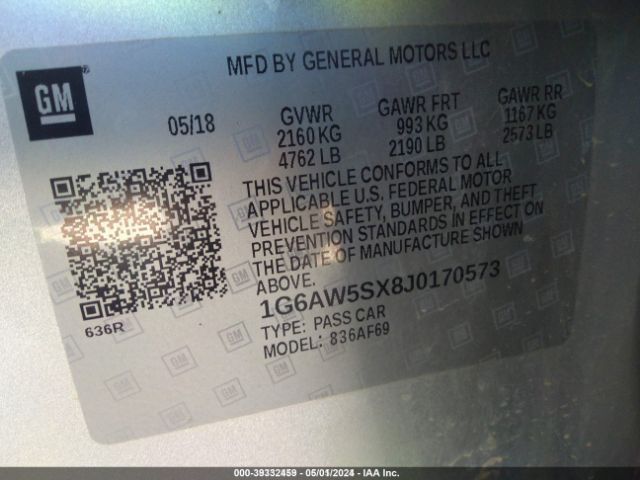 MFD BY GENERAL MOTORS LLC
GM
®
05/18
GVWR
2160 KG
4762 LB
GAWR FRT
993 KG
2190 LB
GAWR RR
1167 KG
2573 LB
THIS VEHICLE CONFORMS TO ALL
APPLICABLE U.S. FEDERAL MOTOR
VEHICLE SAFETY, BUMPER, AND THEFT
PREVENTION STANDARDS IN EFFECT ON
THE DATE OF MANUFACTURE SHOWN
ABOVE.
636R
1G6AW5SX8J0170573
TYPE: PASS CAR
MODEL: 836AF69
000-39332459 - 05/01/2024 - IAA Inc.